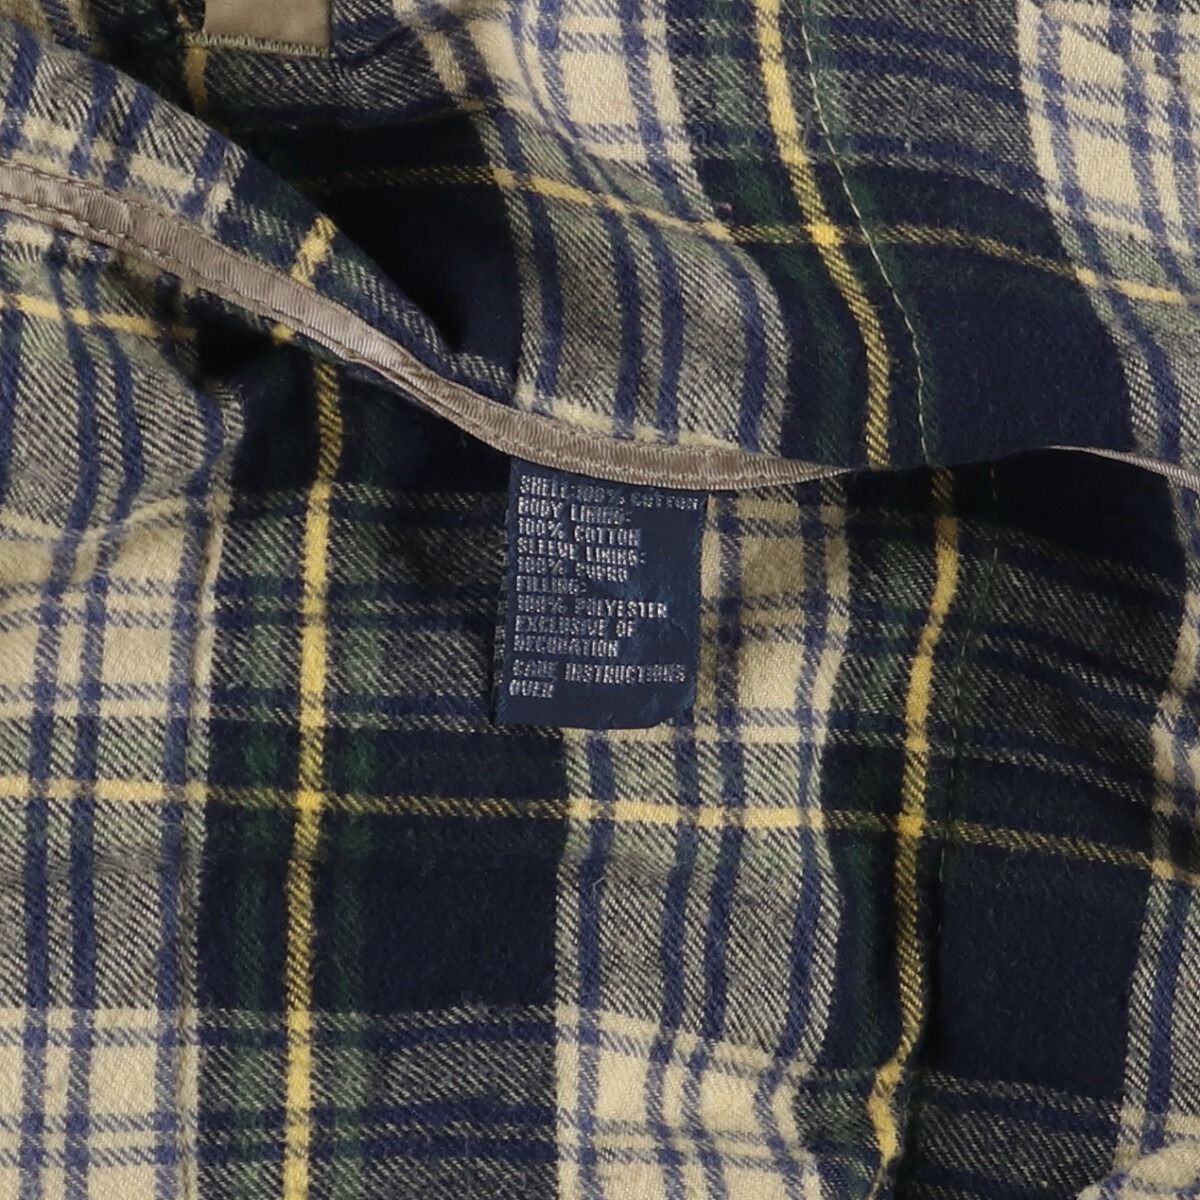 SHELL:100% COTTON
BODY LINING:
100% COTTON
SLEEVE LINING:
100% CUPRO
FILLING:
100% POLYESTER
EXCLUSIVE OF
DECORATION
CARE INSTRUCTIONS
OVER